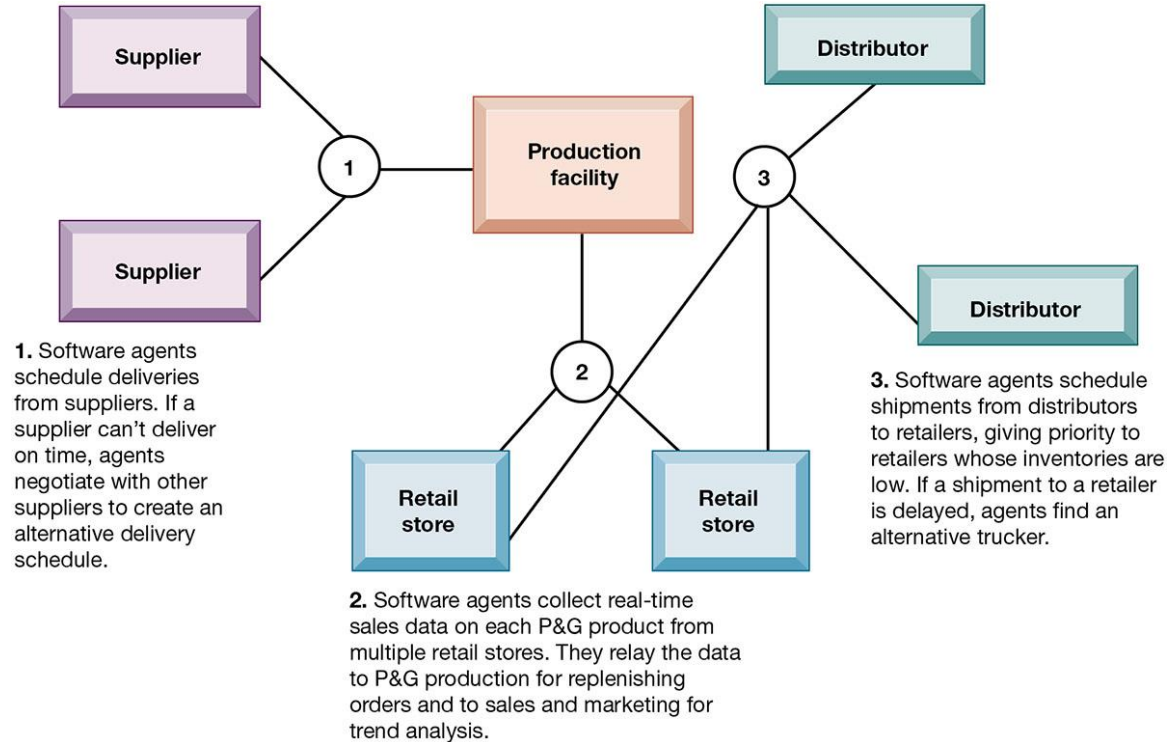 Supplier
Distributor
Production
facility
1
3
Supplier
Distributor
1. Software agents
schedule deliveries
from suppliers. If a
supplier can’t deliver
on time, agents
negotiate with other
suppliers to create an
alternative delivery
schedule.
2
3. Software agents schedule
shipments from distributors
to retailers, giving priority to
retailers whose inventories are
low. If a shipment to a retailer
is delayed, agents find an
alternative trucker.
Retail
store
Retail
store
2. Software agents collect real-time
sales data on each P&G product from
multiple retail stores. They relay the data
to P&G production for replenishing
orders and to sales and marketing for
trend analysis.